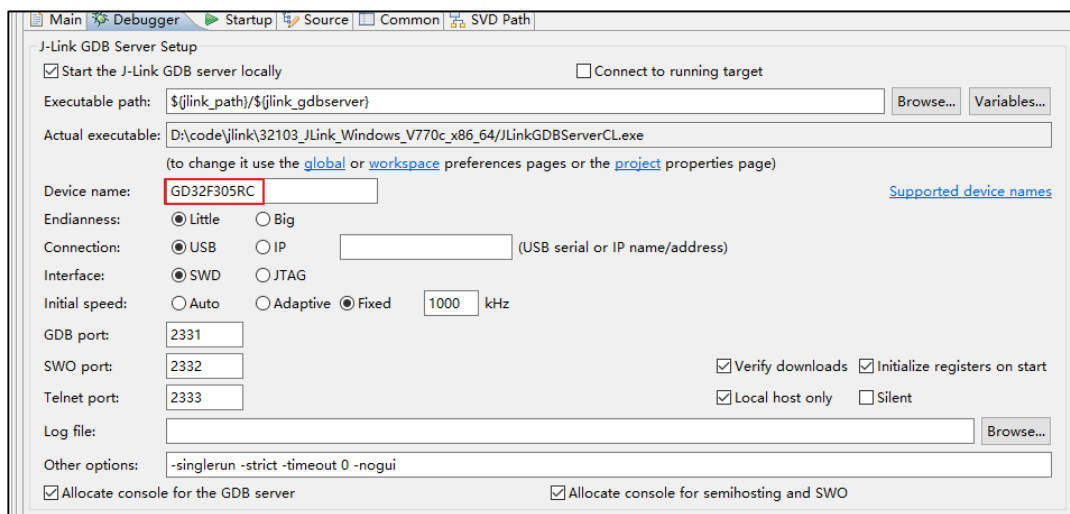 Main Debugger Startup Source Common SVD Path
J-Link GDB Server Setup
Start the J-Link GDB server locally Connect to running target
Executable path: ${jlink_path}/${jlink_gdbserver} Browse... Variables...
Actual executable: D:\code\jlink\32103_JLink_Windows_V770c_x86_64/JLinkGDBServerCL.exe
(to change it use the global or workspace preferences pages or the project properties page)
Device name: GD32F305RC Supported device names
Endianness: Little Big
Connection: USB IP (USB serial or IP name/address)
Interface: SWD JTAG
Initial speed: Auto Adaptive Fixed 1000 kHz
GDB port: 2331
SWO port: 2332 Verify downloads Initialize registers on start
Telnet port: 2333 Local host only Silent
Log file: Browse...
Other options: -singlerun -strict -timeout 0 -nogui
Allocate console for the GDB server Allocate console for semihosting and SWO